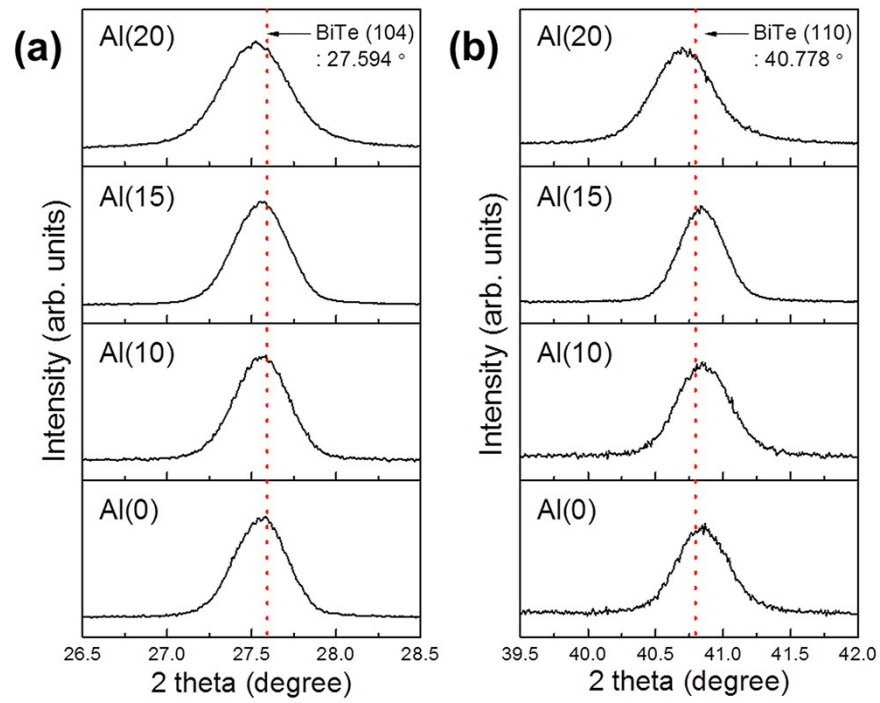 (a)
Intensity (arb. units)
Al(20)
BiTe (104)
: 27.594 °
Al(15)
Al(10)
Al(0)
26.5 27.0 27.5 28.0 28.5
2 theta (degree)
(b)
Intensity (arb. units)
Al(20)
BiTe (110)
: 40.778 °
Al(15)
Al(10)
Al(0)
39.5 40.0 40.5 41.0 41.5 42.0
2 theta (degree)